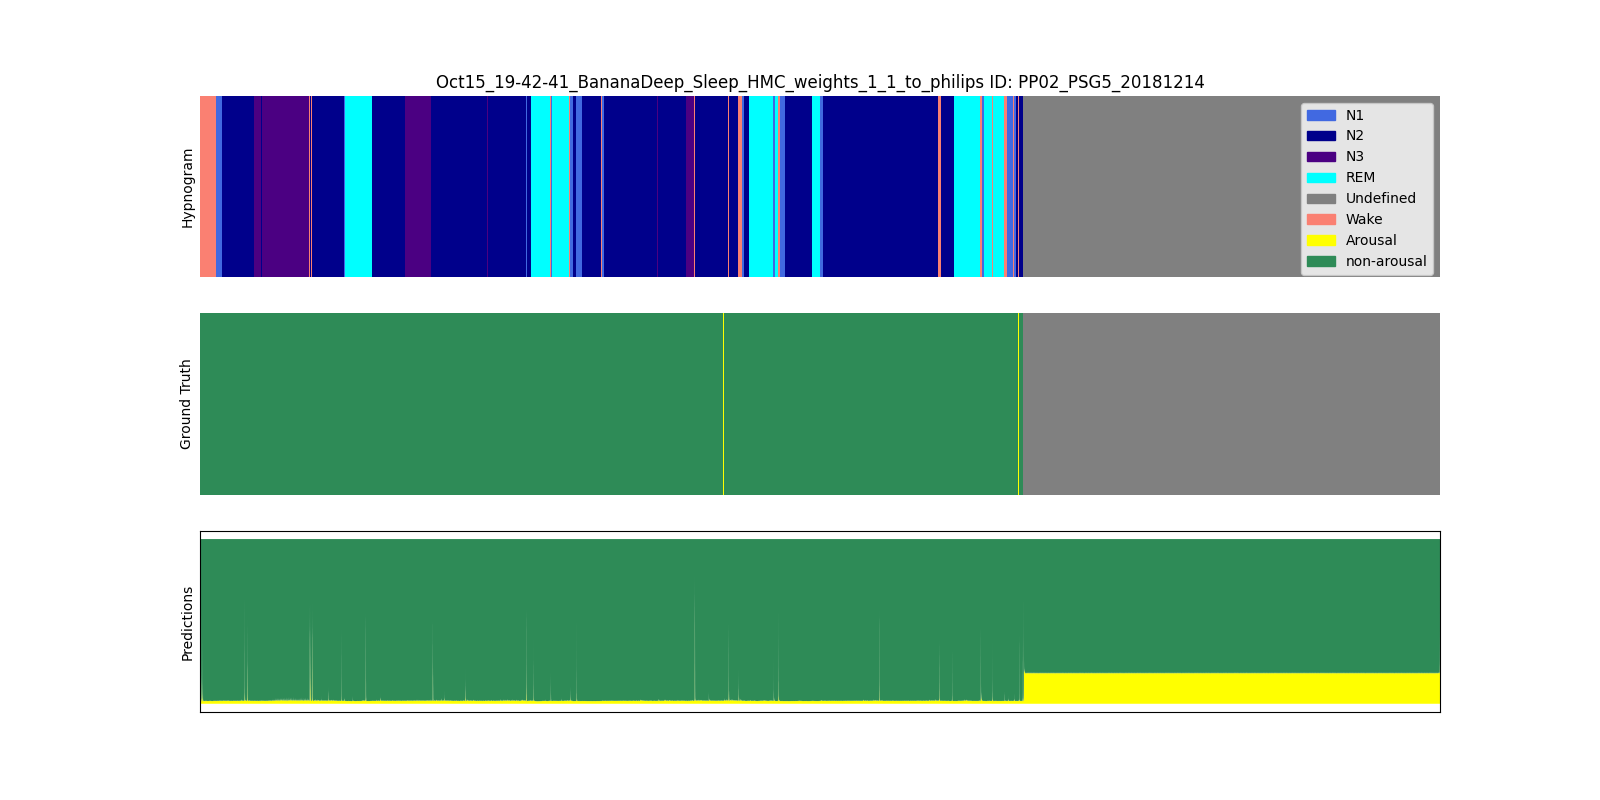 Oct15_19-42-41_BananaDeep_Sleep_HMC_weights_1_1_to_philips ID: PP02_PSG5_20181214
Hypnogram
N1
N2
N3
REM
Undefined
Wake
Arousal
non-arousal
Ground Truth
Predictions